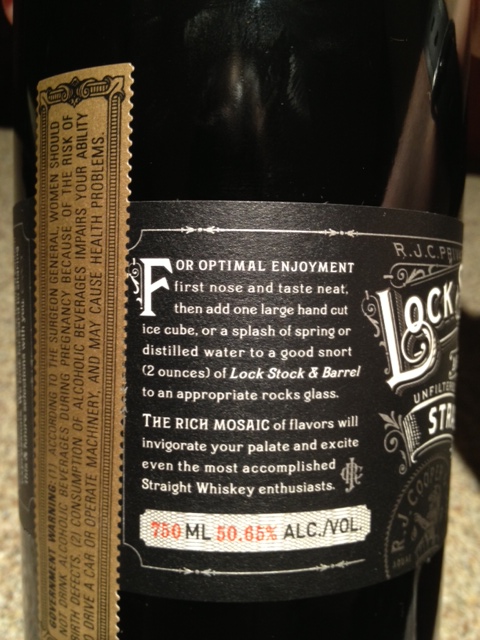 GOVERNMENT WARNING: (1) ACCORDING TO THE SURGEON GENERAL, WOMEN SHOULD
NOT DRINK ALCOHOLIC BEVERAGES DURING PREGNANCY BECAUSE OF THE RISK OF
BIRTH DEFECTS. (2) CONSUMPTION OF ALCOHOLIC BEVERAGES IMPAIRS YOUR ABILITY
TO DRIVE A CAR OR OPERATE MACHINERY, AND MAY CAUSE HEALTH PROBLEMS.
FOR OPTIMAL ENJOYMENT
first nose and taste neat,
then add one large hand cut
ice cube, or a splash of spring or
distilled water to a good snort
(2 ounces) of Lock Stock & Barrel
to an appropriate rocks glass.
THE RICH MOSAIC of flavors will
invigorate your palate and excite
even the most accomplished
Straight Whiskey enthusiasts.
750 ML 50.65% ALC./VOL.
R.J.C.
LOCK
STRA
R.J. COOPER